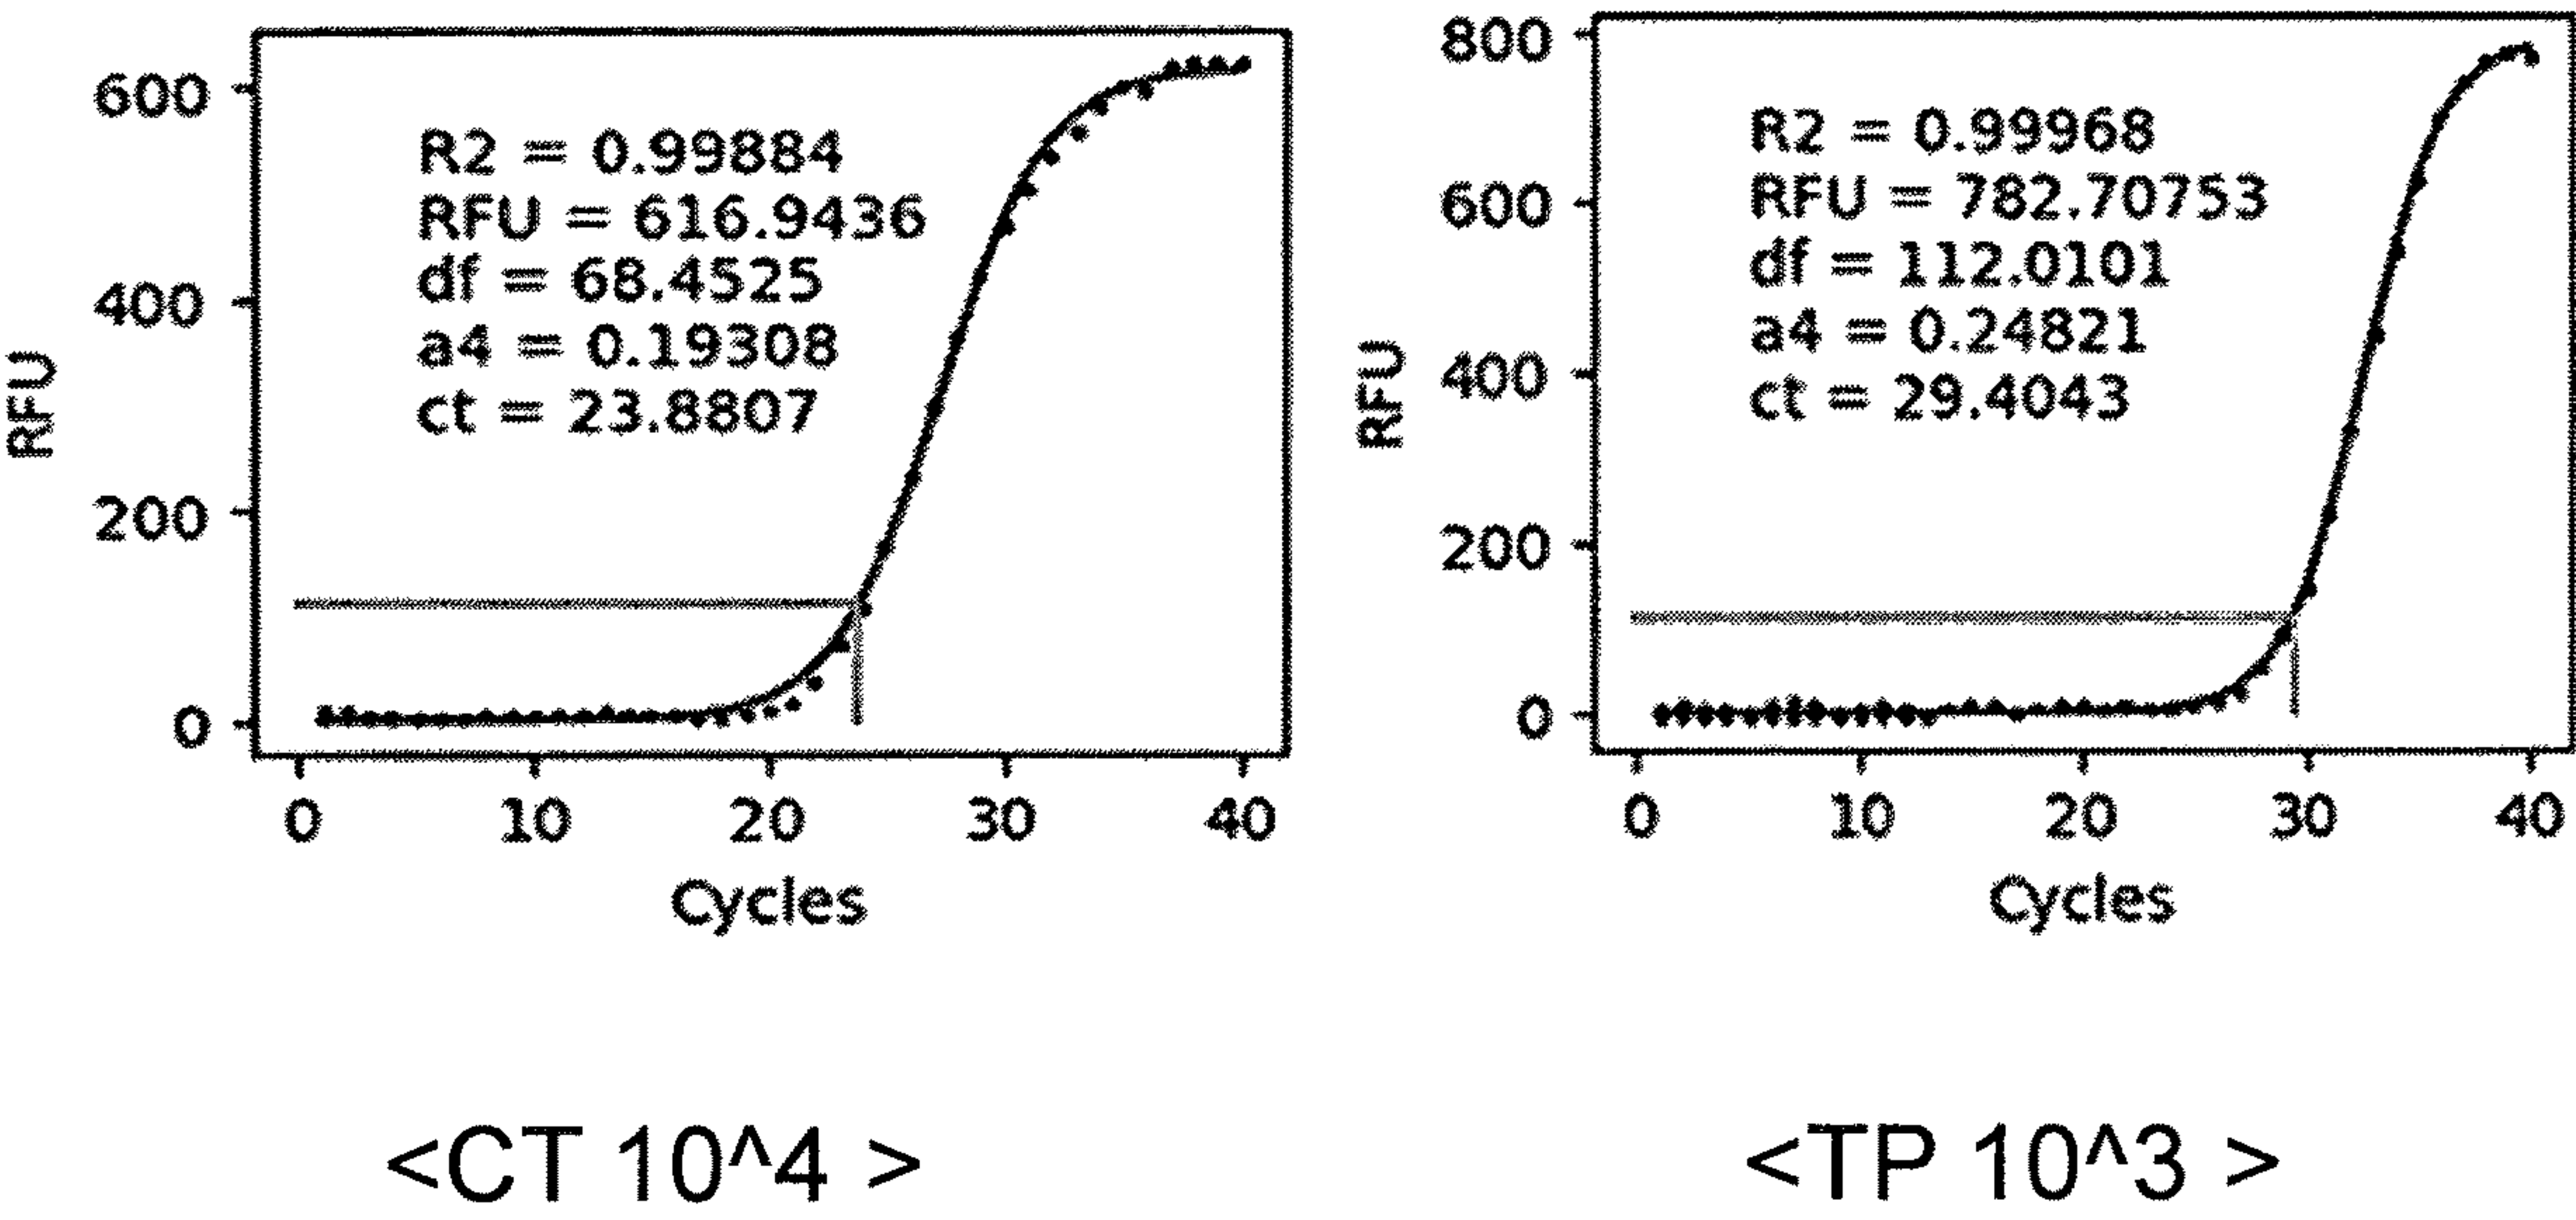 600
400
200
0
RFU
R2 = 0.99884
RFU = 616.9436
df = 68.4525
a4 = 0.19308
ct = 23.8807
0 10 20 30 40
Cycles
<CT 10^4 >
800
600
400
200
0
RFU
R2 = 0.99968
RFU = 782.70753
df = 112.0101
a4 = 0.24821
ct = 29.4043
0 10 20 30 40
Cycles
<TP 10^3 >